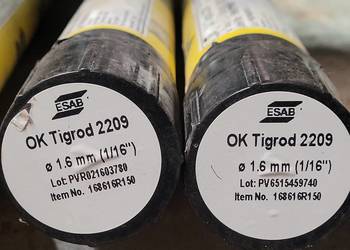 ESAB
OK Tigrod 2209
ø 1.6 mm (1/16")
Lot: PVR021603780
Item No. 168616R150
ESAB
OK Tigrod 2209
ø 1.6 mm (1/16")
Lot: PV6515459740
Item No. 168616R150